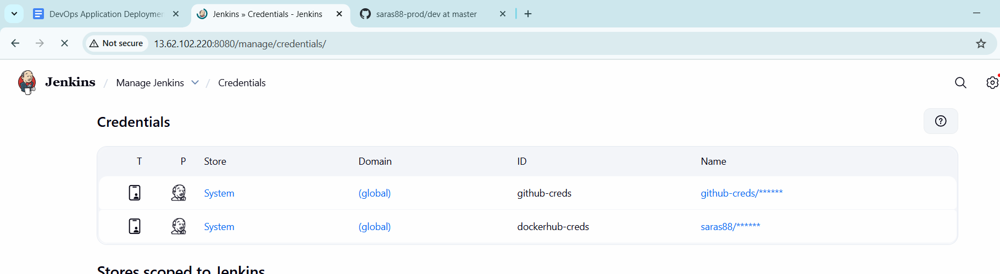 DevOps Application Deploymen
Jenkins » Credentials - Jenkins
saras88-prod/dev at master
Not secure
13.62.102.220:8080/manage/credentials/
Jenkins / Manage Jenkins / Credentials
Credentials
T P Store Domain ID Name
System (global) github-creds github-creds/******
System (global) dockerhub-creds saras88/******
Stores scoped to Jenkins